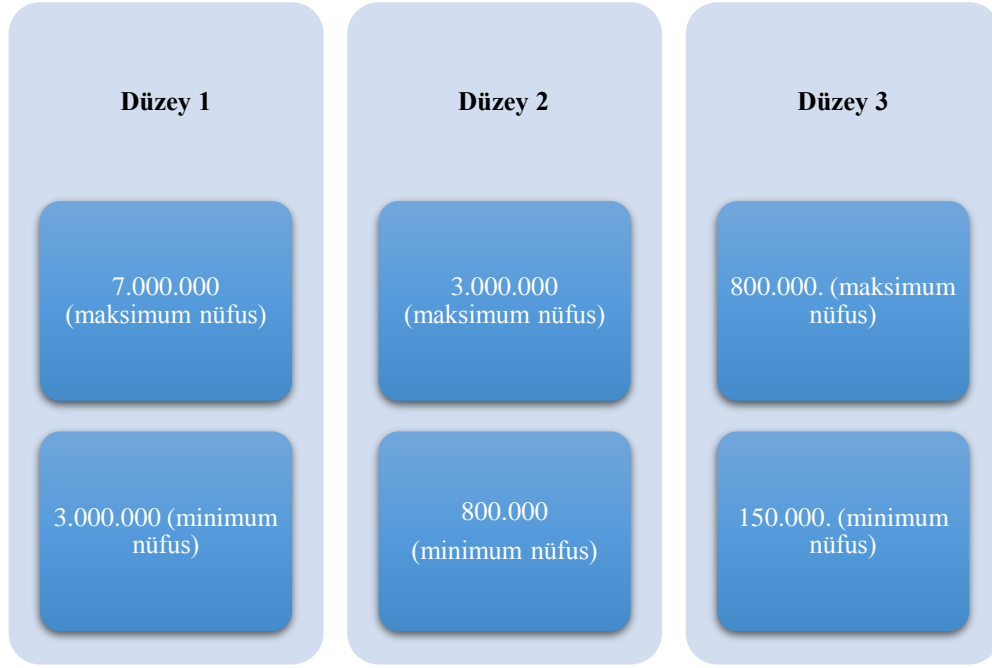 Düzey 1
7.000.000
(maksimum nüfus)
3.000.000 (minimum
nüfus)
Düzey 2
3.000.000
(maksimum nüfus)
800.000
(minimum nüfus)
Düzey 3
800.000. (maksimum
nüfus)
150.000. (minimum
nüfus)